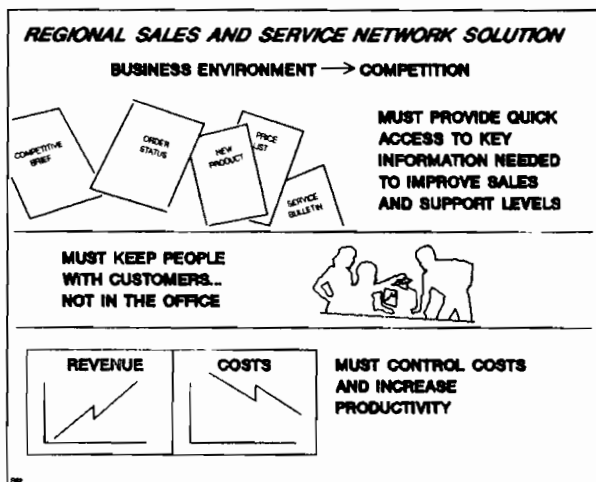 REGIONAL SALES AND SERVICE NETWORK SOLUTION
BUSINESS ENVIRONMENT → COMPETITION
COMPETITIVE
BRIEF
ORDER
STATUS
NEW
PRODUCT
PRICE
LIST
SERVICE
BULLETIN
MUST PROVIDE QUICK
ACCESS TO KEY
INFORMATION NEEDED
TO IMPROVE SALES
AND SUPPORT LEVELS
MUST KEEP PEOPLE
WITH CUSTOMERS...
NOT IN THE OFFICE
REVENUE
COSTS
MUST CONTROL COSTS
AND INCREASE
PRODUCTIVITY